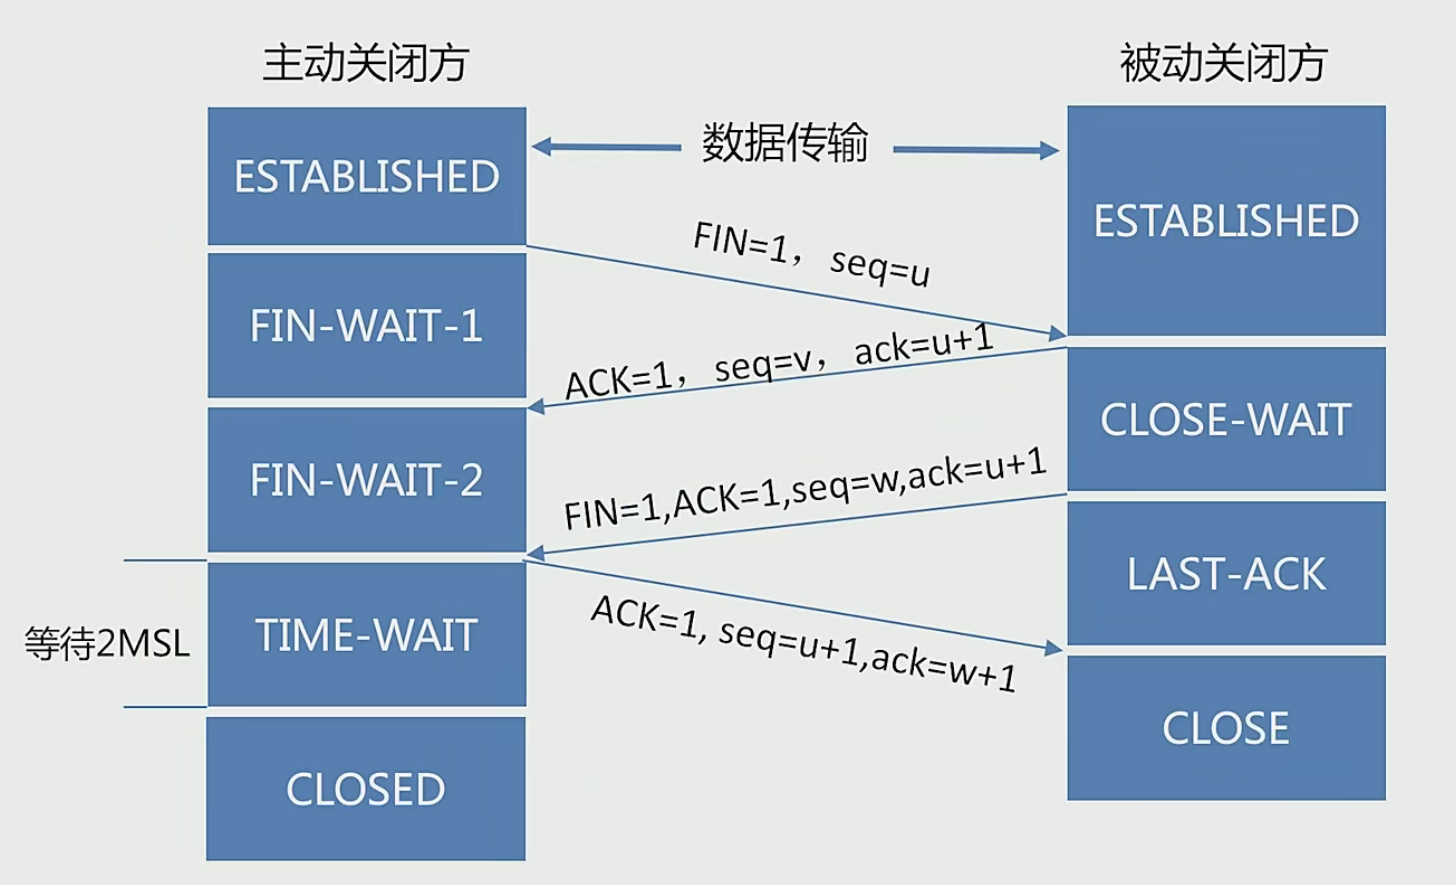 主动关闭方
被动关闭方
数据传输
ESTABLISHED
ESTABLISHED
FIN=1，seq=u
FIN-WAIT-1
ACK=1，seq=v，ack=u+1
CLOSE-WAIT
FIN-WAIT-2
FIN=1,ACK=1,seq=w,ack=u+1
LAST-ACK
等待2MSL
TIME-WAIT
ACK=1, seq=u+1,ack=w+1
CLOSE
CLOSED